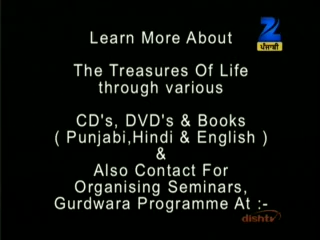 Learn More About
The Treasures Of Life
through various
CD's, DVD's & Books
( Punjabi,Hindi & English )
&
Also Contact For
Organising Seminars,
Gurdwara Programme At :-
ਪੰਜਾਬੀ
dishtv